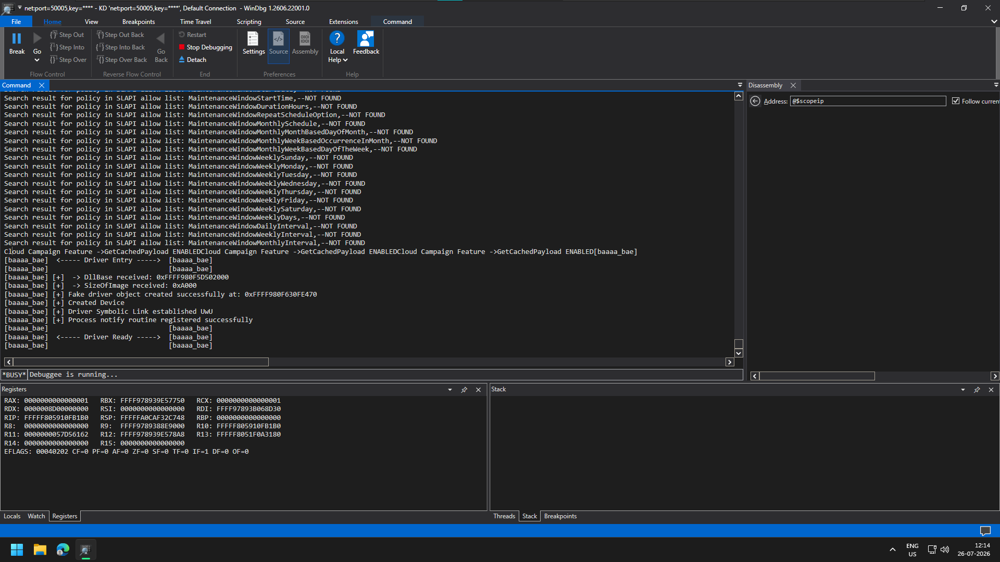 net:port=50005,key=**** - KD 'net:port=50005,key=****', Default Connection - WinDbg 1.2606.22001.0
File Home View Breakpoints Time Travel Scripting Source Extensions Command
Break
Go
Step Out
Step Into
Step Over
Flow Control
Step Out Back
Step Into Back
Step Over Back
Go Back
Reverse Flow Control
Restart
Stop Debugging
Detach
End
Settings
Source
Assembly
Preferences
Local Help
Feedback
Help
Command
Search result for policy in SLAPI allow list: MaintenanceWindowStartTime,--NOT FOUND
Search result for policy in SLAPI allow list: MaintenanceWindowDurationHours,--NOT FOUND
Search result for policy in SLAPI allow list: MaintenanceWindowRepeatScheduleOption,--NOT FOUND
Search result for policy in SLAPI allow list: MaintenanceWindowMonthlySchedule,--NOT FOUND
Search result for policy in SLAPI allow list: MaintenanceWindowMonthlyMonthBasedDayOfMonth,--NOT FOUND
Search result for policy in SLAPI allow list: MaintenanceWindowMonthlyWeekBasedOccurrenceInMonth,--NOT FOUND
Search result for policy in SLAPI allow list: MaintenanceWindowMonthlyWeekBasedDayOfTheWeek,--NOT FOUND
Search result for policy in SLAPI allow list: MaintenanceWindowWeeklySunday,--NOT FOUND
Search result for policy in SLAPI allow list: MaintenanceWindowWeeklyMonday,--NOT FOUND
Search result for policy in SLAPI allow list: MaintenanceWindowWeeklyTuesday,--NOT FOUND
Search result for policy in SLAPI allow list: MaintenanceWindowWeeklyWednesday,--NOT FOUND
Search result for policy in SLAPI allow list: MaintenanceWindowWeeklyThursday,--NOT FOUND
Search result for policy in SLAPI allow list: MaintenanceWindowWeeklyFriday,--NOT FOUND
Search result for policy in SLAPI allow list: MaintenanceWindowWeeklySaturday,--NOT FOUND
Search result for policy in SLAPI allow list: MaintenanceWindowWeeklyDays,--NOT FOUND
Search result for policy in SLAPI allow list: MaintenanceWindowDailyInterval,--NOT FOUND
Search result for policy in SLAPI allow list: MaintenanceWindowWeeklyInterval,--NOT FOUND
Search result for policy in SLAPI allow list: MaintenanceWindowMonthlyInterval,--NOT FOUND
Cloud Campaign Feature ->GetCachedPayload ENABLEDCloud Campaign Feature ->GetCachedPayload ENABLEDCloud Campaign Feature ->GetCachedPayload ENABLED[baaaa_bae]
[baaaa_bae]  <----- Driver Entry ----->  [baaaa_bae]
[baaaa_bae]                              [baaaa_bae]
[baaaa_bae] [+]  -> DllBase received: 0xFFFF980F5D502000
[baaaa_bae] [+]  -> SizeOfImage received: 0xA000
[baaaa_bae] [+] Fake driver object created successfully at: 0xFFFF980F630FE470
[baaaa_bae] [+] Created Device
[baaaa_bae] [+] Driver Symbolic Link established UwU
[baaaa_bae] [+] Process notify routine registered successfully
[baaaa_bae]                              [baaaa_bae]
[baaaa_bae]  <----- Driver Ready ----->  [baaaa_bae]
[baaaa_bae]                              [baaaa_bae]
*BUSY* Debuggee is running...
Disassembly
Address: @$scopeip Follow current
Registers
RAX: 0000000000000001   RBX: FFFF978939E57750   RCX: 0000000000000001
RDX: 0000008D00000000   RSI: 0000000000000000   RDI: FFFF97893B068D30
RIP: FFFFF805910FB1B0   RSP: FFFFFA0CAF32C748   RBP: 0000000000000000
R8:  0000000000000000   R9:  FFFF9789388E9000   R10: FFFFF805910FB1B0
R11: 0000000057D56162   R12: FFFF978939E578A8   R13: FFFFF8051F0A3180
R14: 0000000000000000   R15: 0000000000000000
EFLAGS: 00040202 CF=0 PF=0 AF=0 ZF=0 SF=0 TF=0 IF=1 DF=0 OF=0
Locals Watch Registers
Stack
Threads Stack Breakpoints
ENG
US
12:14
26-07-2026